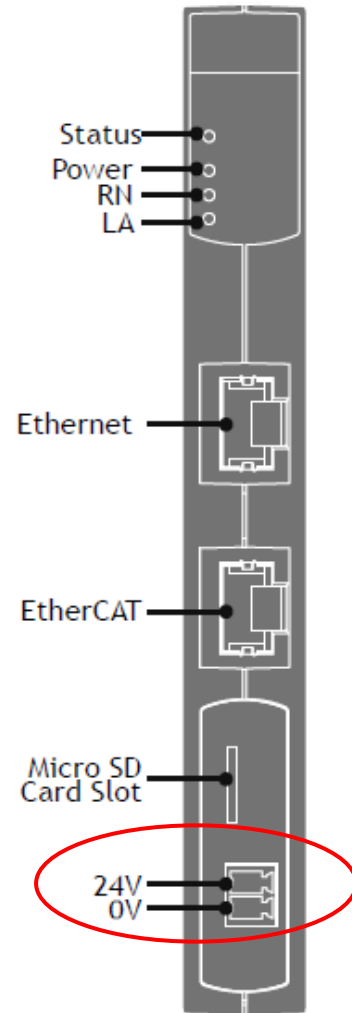 Status
Power
RN
LA
Ethernet
EtherCAT
Micro SD
Card Slot
24V
0V